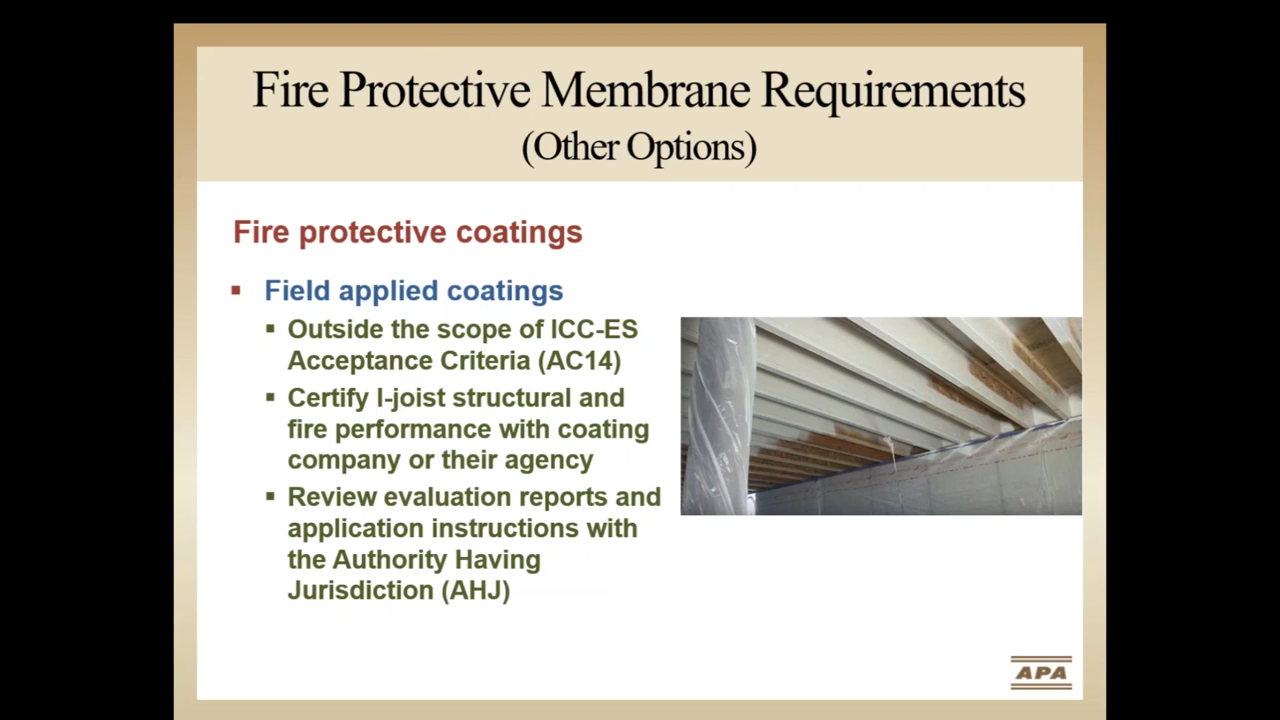 Fire Protective Membrane Requirements
(Other Options)
Fire protective coatings
Field applied coatings
Outside the scope of ICC-ES
Acceptance Criteria (AC14)
Certify I-joist structural and
fire performance with coating
company or their agency
Review evaluation reports and
application instructions with
the Authority Having
Jurisdiction (AHJ)
APA